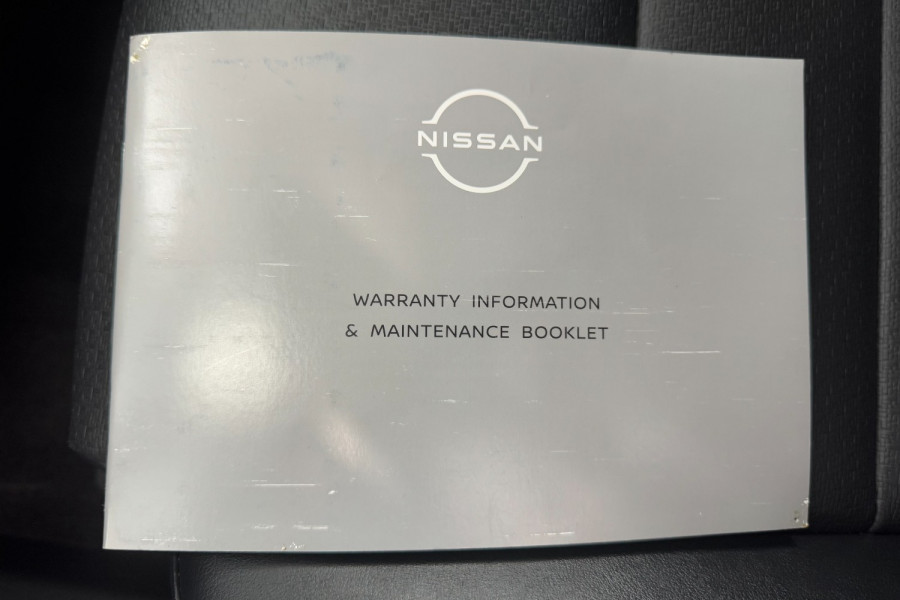 NISSAN
WARRANTY INFORMATION
& MAINTENANCE BOOKLET